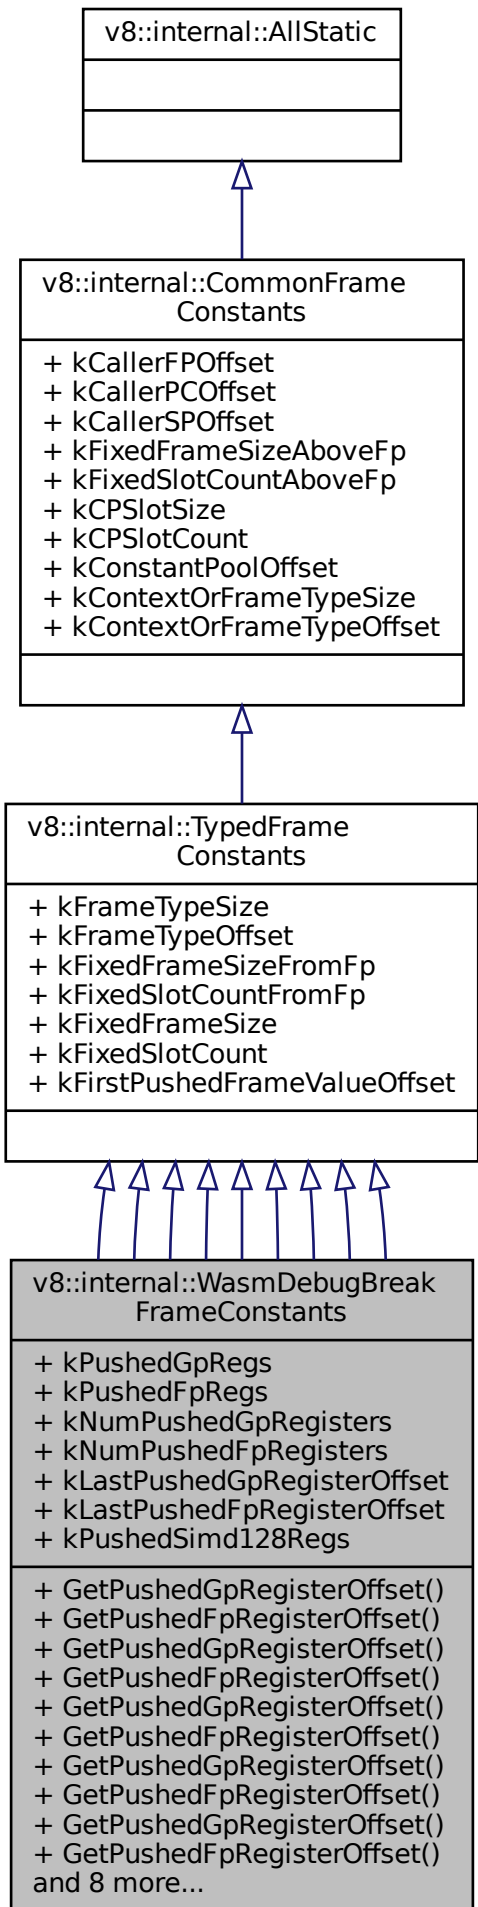 v8::internal::AllStatic
v8::internal::CommonFrame
Constants
+ kCallerFPOffset
+ kCallerPCOffset
+ kCallerSPOffset
+ kFixedFrameSizeAboveFp
+ kFixedSlotCountAboveFp
+ kCPSlotSize
+ kCPSlotCount
+ kConstantPoolOffset
+ kContextOrFrameTypeSize
+ kContextOrFrameTypeOffset
v8::internal::TypedFrame
Constants
+ kFrameTypeSize
+ kFrameTypeOffset
+ kFixedFrameSizeFromFp
+ kFixedSlotCountFromFp
+ kFixedFrameSize
+ kFixedSlotCount
+ kFirstPushedFrameValueOffset
v8::internal::WasmDebugBreak
FrameConstants
+ kPushedGpRegs
+ kPushedFpRegs
+ kNumPushedGpRegisters
+ kNumPushedFpRegisters
+ kLastPushedGpRegisterOffset
+ kLastPushedFpRegisterOffset
+ kPushedSimd128Regs
+ GetPushedGpRegisterOffset()
+ GetPushedFpRegisterOffset()
+ GetPushedGpRegisterOffset()
+ GetPushedFpRegisterOffset()
+ GetPushedGpRegisterOffset()
+ GetPushedFpRegisterOffset()
+ GetPushedGpRegisterOffset()
+ GetPushedFpRegisterOffset()
+ GetPushedGpRegisterOffset()
+ GetPushedFpRegisterOffset()
and 8 more...